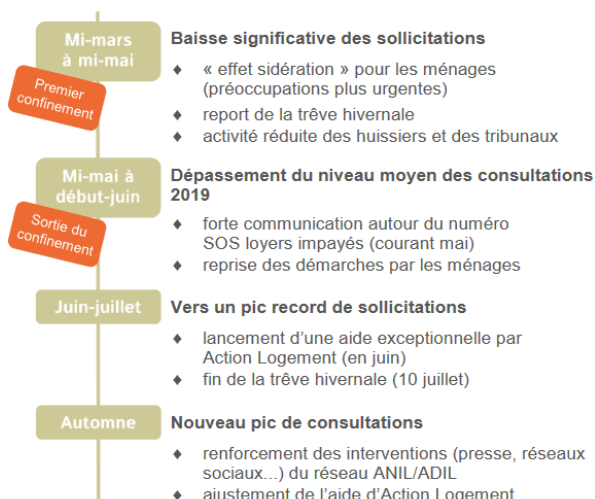 Mi-mars
à mi-mai
Premier
confinement
Baisse significative des sollicitations
♦ « effet sidération » pour les ménages
(préoccupations plus urgentes)
♦ report de la trêve hivernale
♦ activité réduite des huissiers et des tribunaux
Mi-mai à
début-juin
Sortie du
confinement
Dépassement du niveau moyen des consultations
2019
♦ forte communication autour du numéro
SOS loyers impayés (courant mai)
♦ reprise des démarches par les ménages
Juin-juillet
Vers un pic record de sollicitations
♦ lancement d’une aide exceptionnelle par
Action Logement (en juin)
♦ fin de la trêve hivernale (10 juillet)
Automne
Nouveau pic de consultations
♦ renforcement des interventions (presse, réseaux
sociaux...) du réseau ANIL/ADIL
♦ ajustement de l’aide d’Action Logement